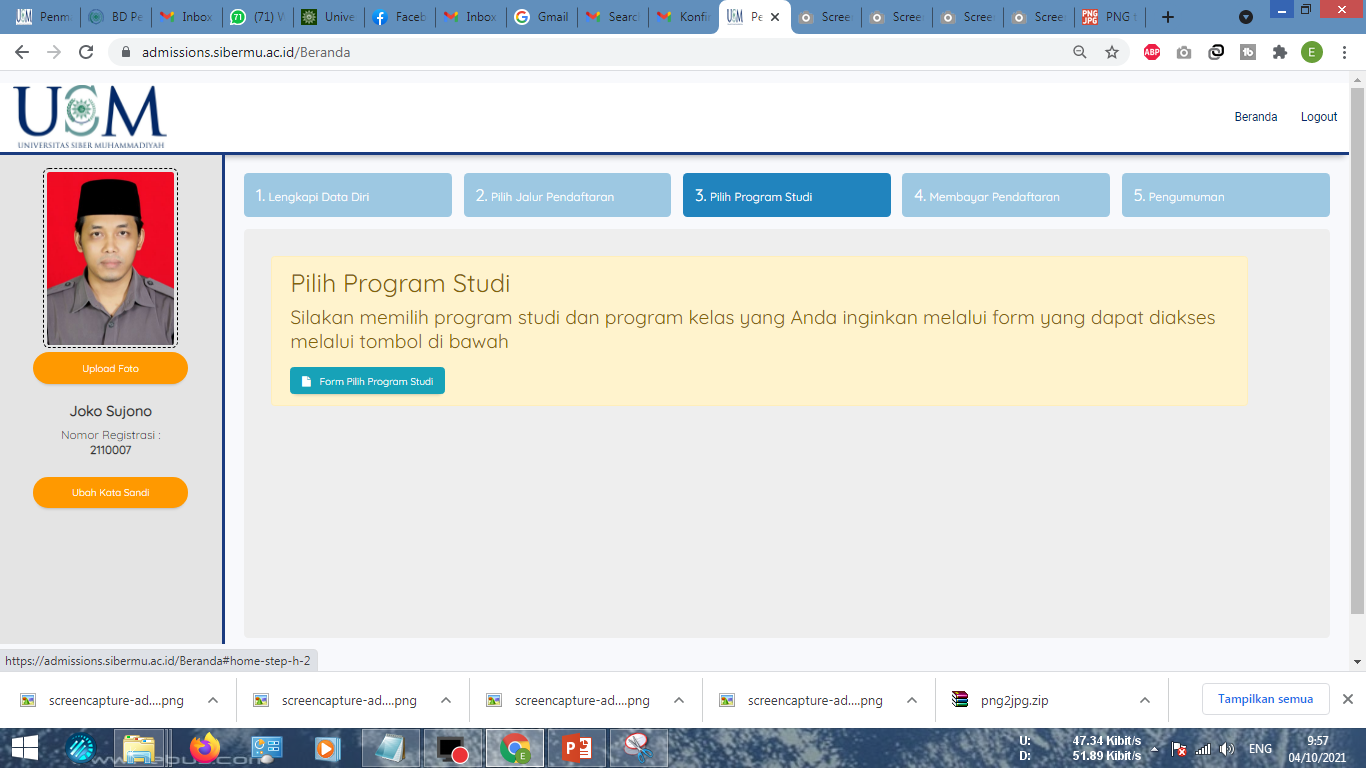 Penm
BD Pe
Inbox
(71) V
Unive
Faceb
Inbox
Gmail
Searc
Konfir
Pe
Scree
Scree
Scree
Scree
PNG t
admissions.sibermu.ac.id/Beranda
ABP
E
USM
UNIVERSITAS SIBER MUHAMMADIYAH
Beranda
Logout
1. Lengkapi Data Diri
2. Pilih Jalur Pendaftaran
3. Pilih Program Studi
4. Membayar Pendaftaran
5. Pengumuman
Pilih Program Studi
Silakan memilih program studi dan program kelas yang Anda inginkan melalui form yang dapat diakses
melalui tombol di bawah
Form Pilih Program Studi
Upload Foto
Joko Sujono
Nomor Registrasi :
2110007
Ubah Kata Sandi
https://admissions.sibermu.ac.id/Beranda#home-step-h-2
screencapture-ad....png
screencapture-ad....png
screencapture-ad....png
screencapture-ad....png
png2jpg.zip
Tampilkan semua
U: 47.34 Kibit/s
D: 51.89 Kibit/s
ENG
9:57
04/10/2021